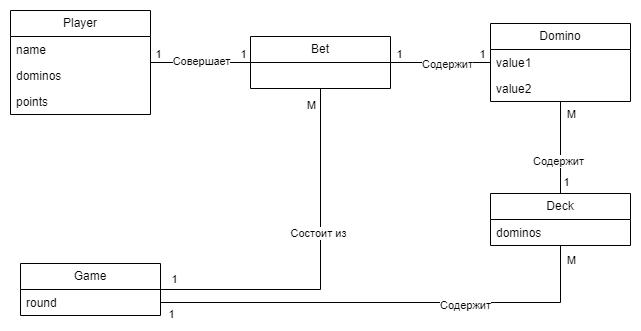 Player
name
dominos
points
1
Совершает
1
Bet
1
Содержит
1
Domino
value1
value2
M
M
Содержит
1
Deck
dominos
Состоит из
M
Game
round
1
1
Содержит